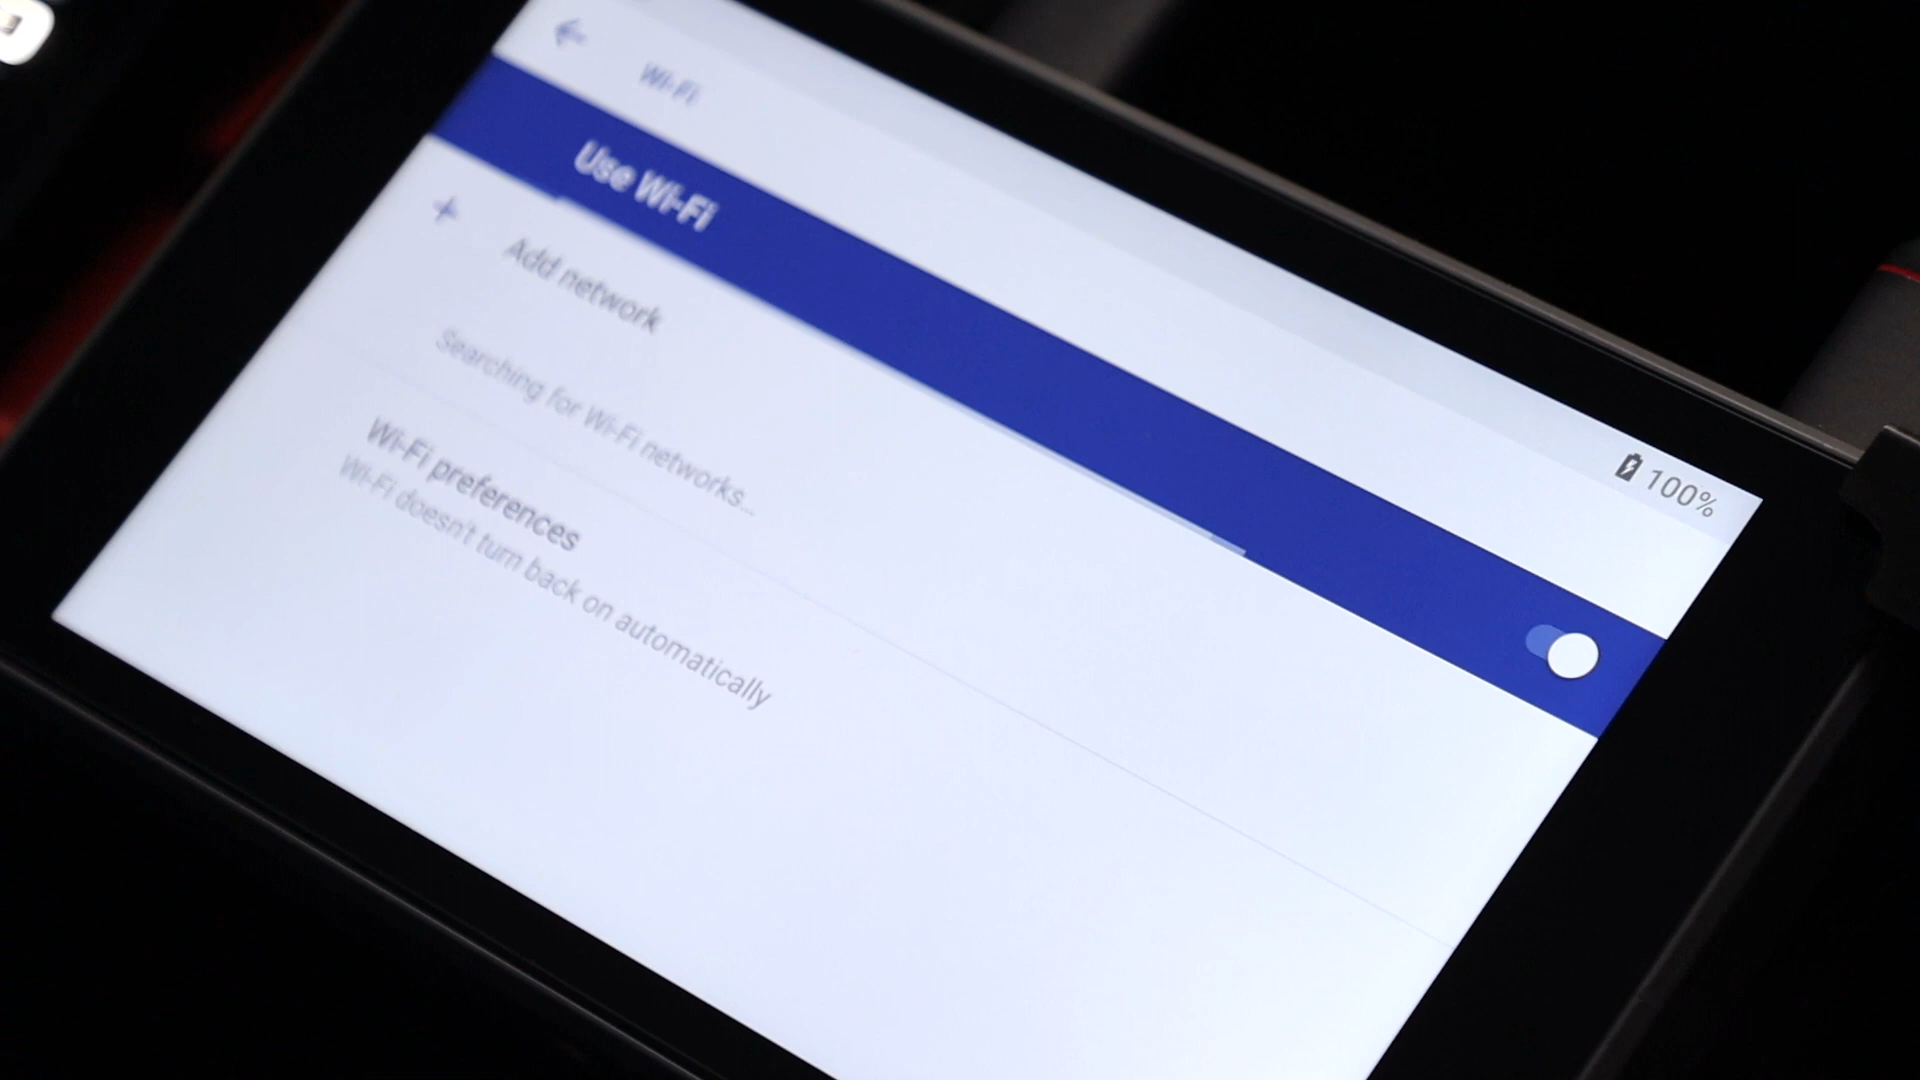 100%
Wi-Fi
Use Wi-Fi
Add network
Searching for Wi-Fi networks...
Wi-Fi preferences
Wi-Fi doesn't turn back on automatically